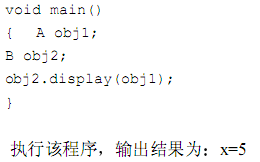 void main()
{ A obj1;
B obj2;
obj2.display(obj1);
}
执行该程序，输出结果为：x=5